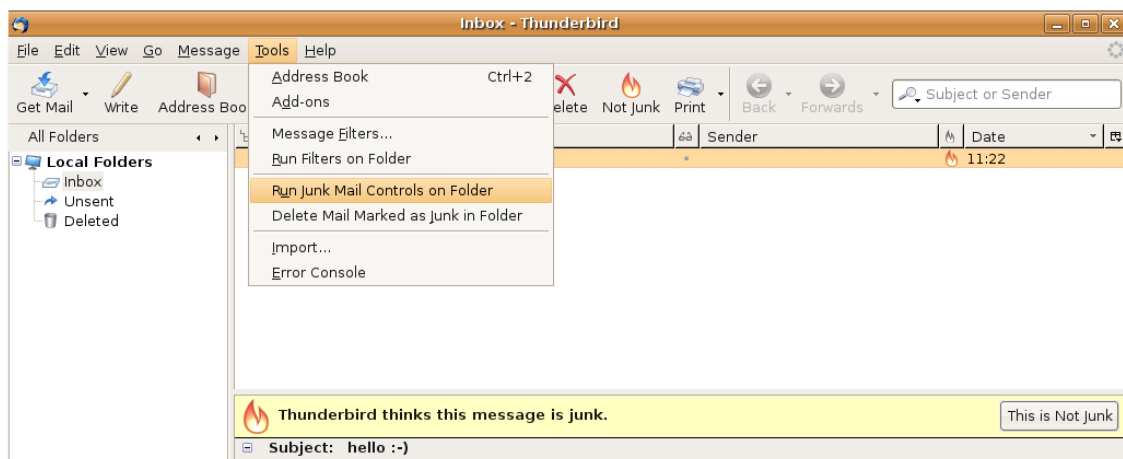 Inbox - Thunderbird
File Edit View Go Message Tools Help
Get Mail Write Address Boo elete Not Junk Print Back Forwards Subject or Sender
Address Book Ctrl+2
Add-ons
Message Filters...
Run Filters on Folder
Run Junk Mail Controls on Folder
Delete Mail Marked as Junk in Folder
Import...
Error Console
All Folders Sender Date
Local Folders 11:22
Inbox
Unsent
Deleted
Thunderbird thinks this message is junk. This is Not Junk
Subject: hello :-)